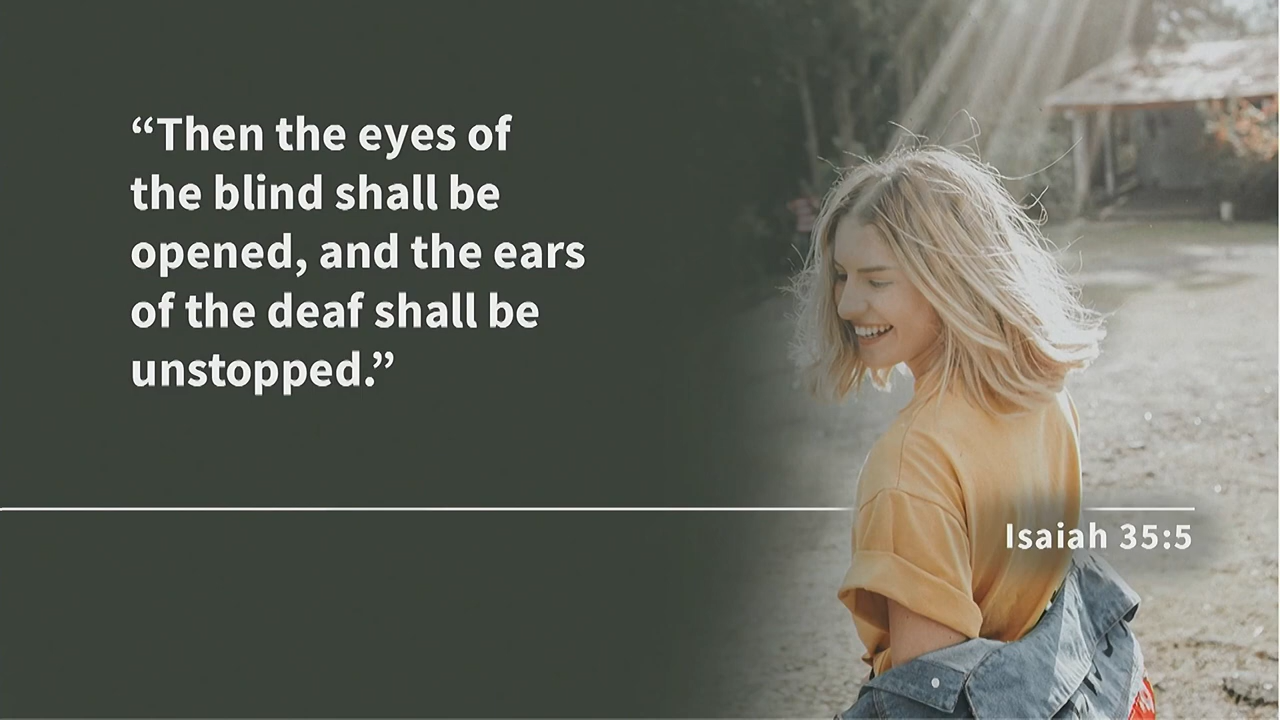 “Then the eyes of
the blind shall be
opened, and the ears
of the deaf shall be
unstopped.”
Isaiah 35:5